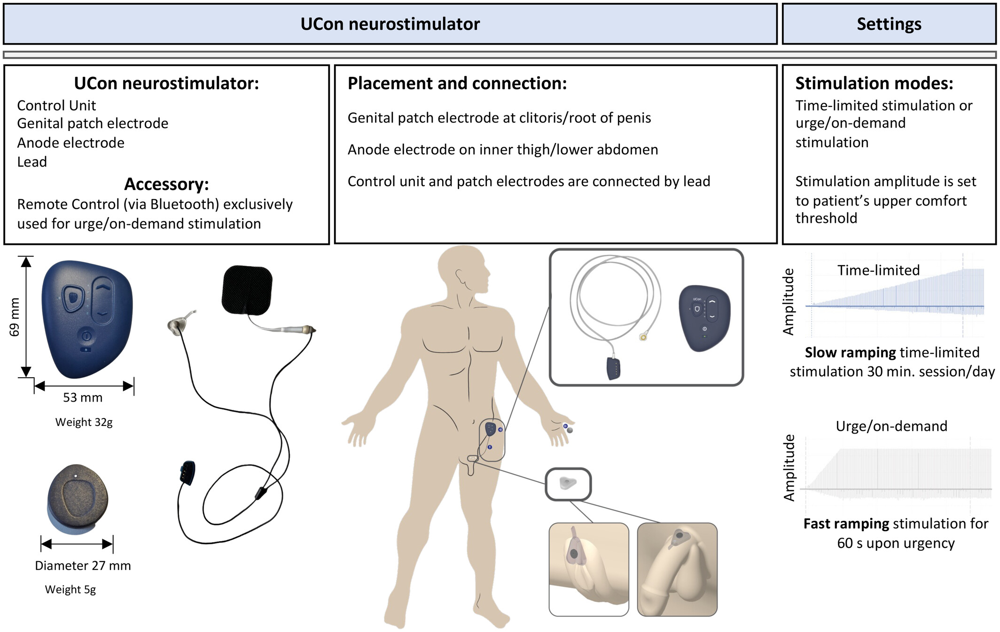 UCon neurostimulator
Settings
UCon neurostimulator:
Control Unit
Genital patch electrode
Anode electrode
Lead
Accessory:
Remote Control (via Bluetooth) exclusively
used for urge/on-demand stimulation
Placement and connection:
Genital patch electrode at clitoris/root of penis
Anode electrode on inner thigh/lower abdomen
Control unit and patch electrodes are connected by lead
Stimulation modes:
Time-limited stimulation or
urge/on-demand
stimulation
Stimulation amplitude is set
to patient’s upper comfort
threshold
69 mm
53 mm
Weight 32g
Diameter 27 mm
Weight 5g
UCon
Amplitude
Time-limited
Slow ramping time-limited
stimulation 30 min. session/day
Urge/on-demand
Amplitude
Fast ramping stimulation for
60 s upon urgency